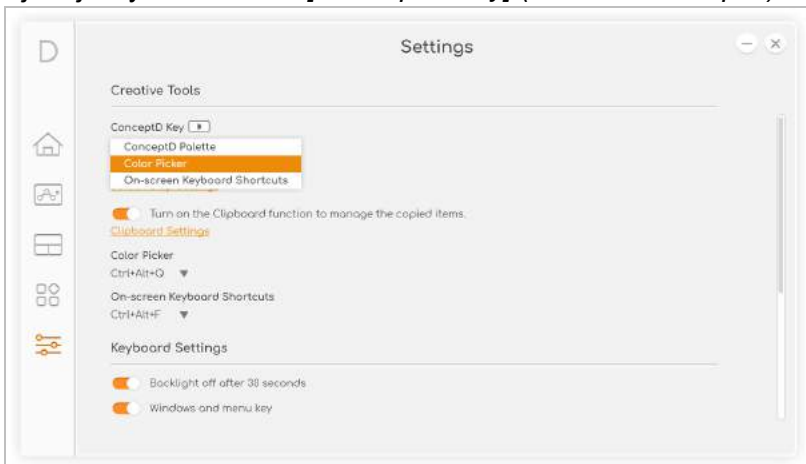 D
Settings
Creative Tools
ConceptD Key
ConceptD Palette
Color Picker
On-screen Keyboard Shortcuts
Turn on the Clipboard function to manage the copied items.
Clipboard Settings
Color Picker
Ctrl+Alt+Q
On-screen Keyboard Shortcuts
Ctrl+Alt+F
Keyboard Settings
Backlight off after 30 seconds
Windows and menu key